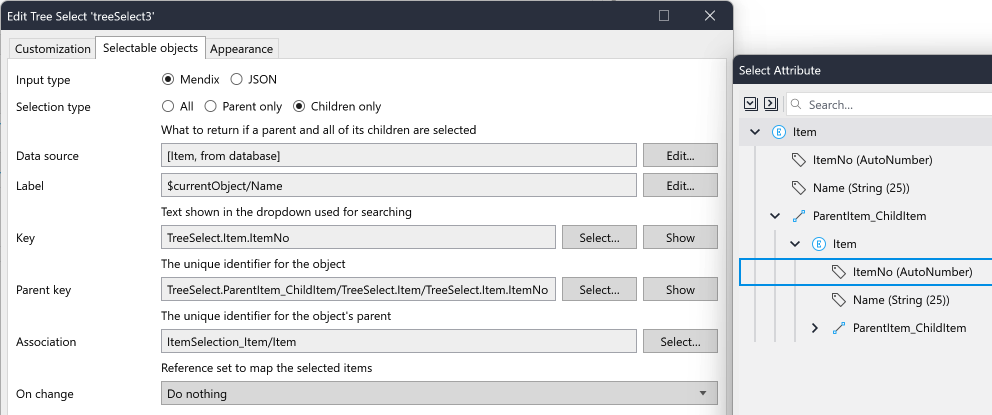 Edit Tree Select 'treeSelect3'
Customization Selectable objects Appearance
Input type Mendix JSON
Selection type All Parent only Children only
What to return if a parent and all of its children are selected
Data source [Item, from database] Edit...
Label $currentObject/Name Edit...
Text shown in the dropdown used for searching
Key TreeSelect.Item.ItemNo Select... Show
The unique identifier for the object
Parent key TreeSelect.ParentItem_ChildItem/TreeSelect.Item/TreeSelect.Item.ItemNo Select... Show
The unique identifier for the object's parent
Association ItemSelection_Item/Item Select...
Reference set to map the selected items
On change Do nothing
Select Attribute
Search...
Item
ItemNo (AutoNumber)
Name (String (25))
ParentItem_ChildItem
Item
ItemNo (AutoNumber)
Name (String (25))
ParentItem_ChildItem